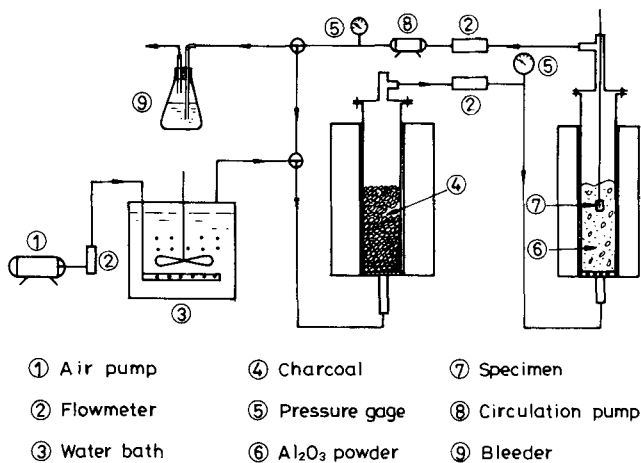 ⑤ ⑧ ② ② ⑤
⑨
④
⑦
⑥
① ② ③
① Air pump ④ Charcoal ⑦ Specimen
② Flowmeter ⑤ Pressure gage ⑧ Circulation pump
③ Water bath ⑥ Al₂O₃ powder ⑨ Bleeder